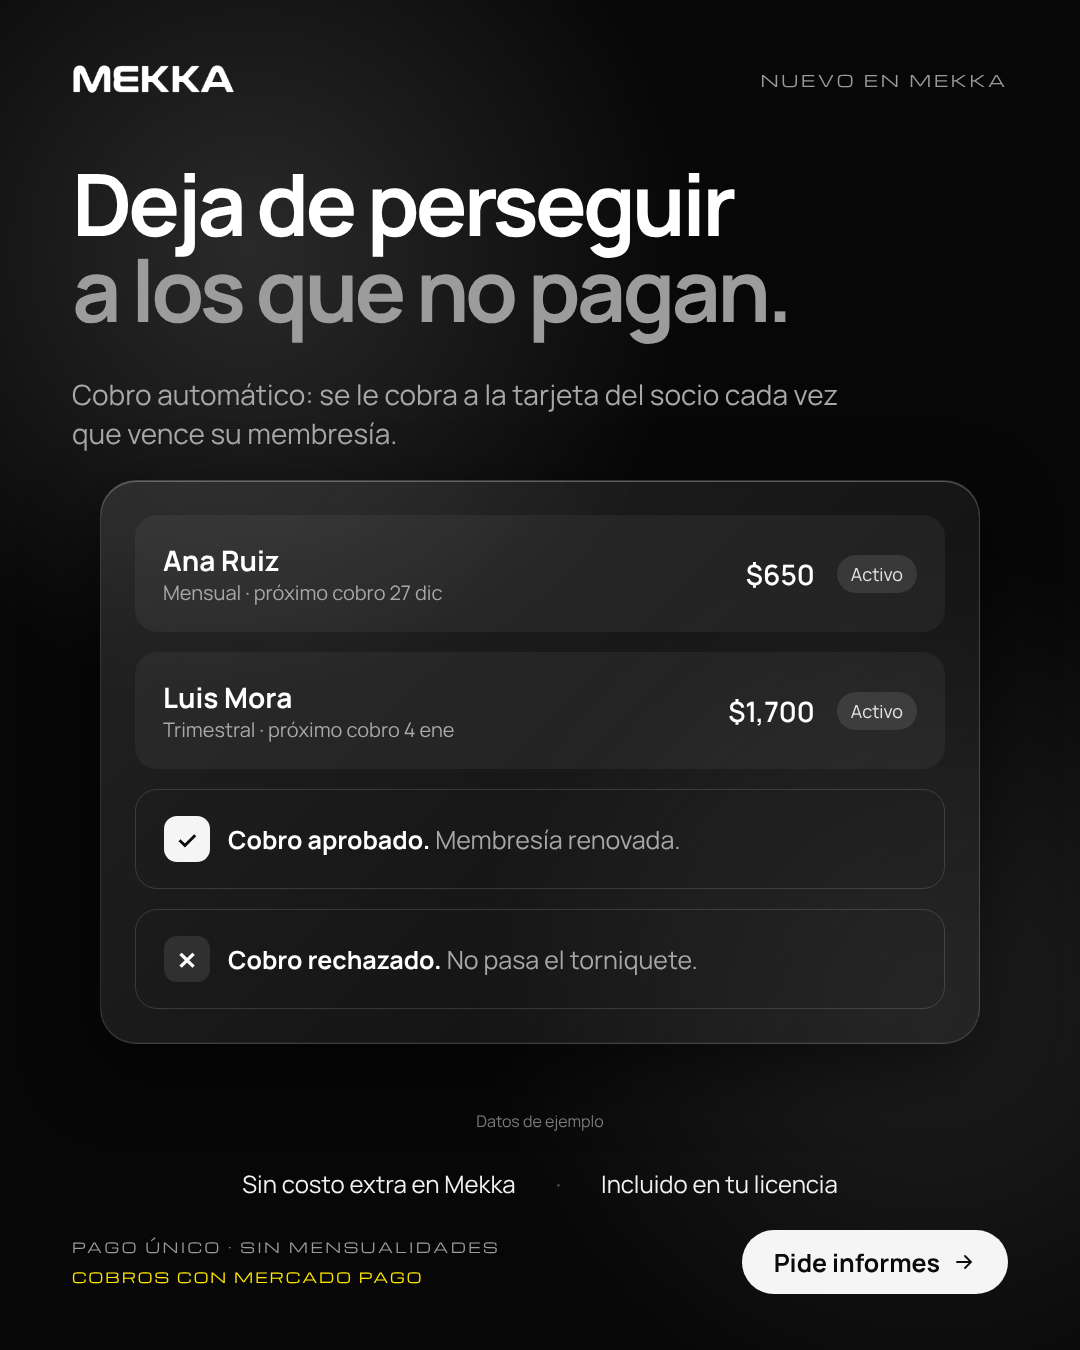 MEKKA
NUEVO EN MEKKA
Deja de perseguir
a los que no pagan.
Cobro automático: se le cobra a la tarjeta del socio cada vez
que vence su membresía.
Ana Ruiz
Mensual · próximo cobro 27 dic
$650
Activo
Luis Mora
Trimestral · próximo cobro 4 ene
$1,700
Activo
Cobro aprobado. Membresía renovada.
Cobro rechazado. No pasa el torniquete.
Datos de ejemplo
Sin costo extra en Mekka · Incluido en tu licencia
PAGO ÚNICO · SIN MENSUALIDADES
COBROS CON MERCADO PAGO
Pide informes →